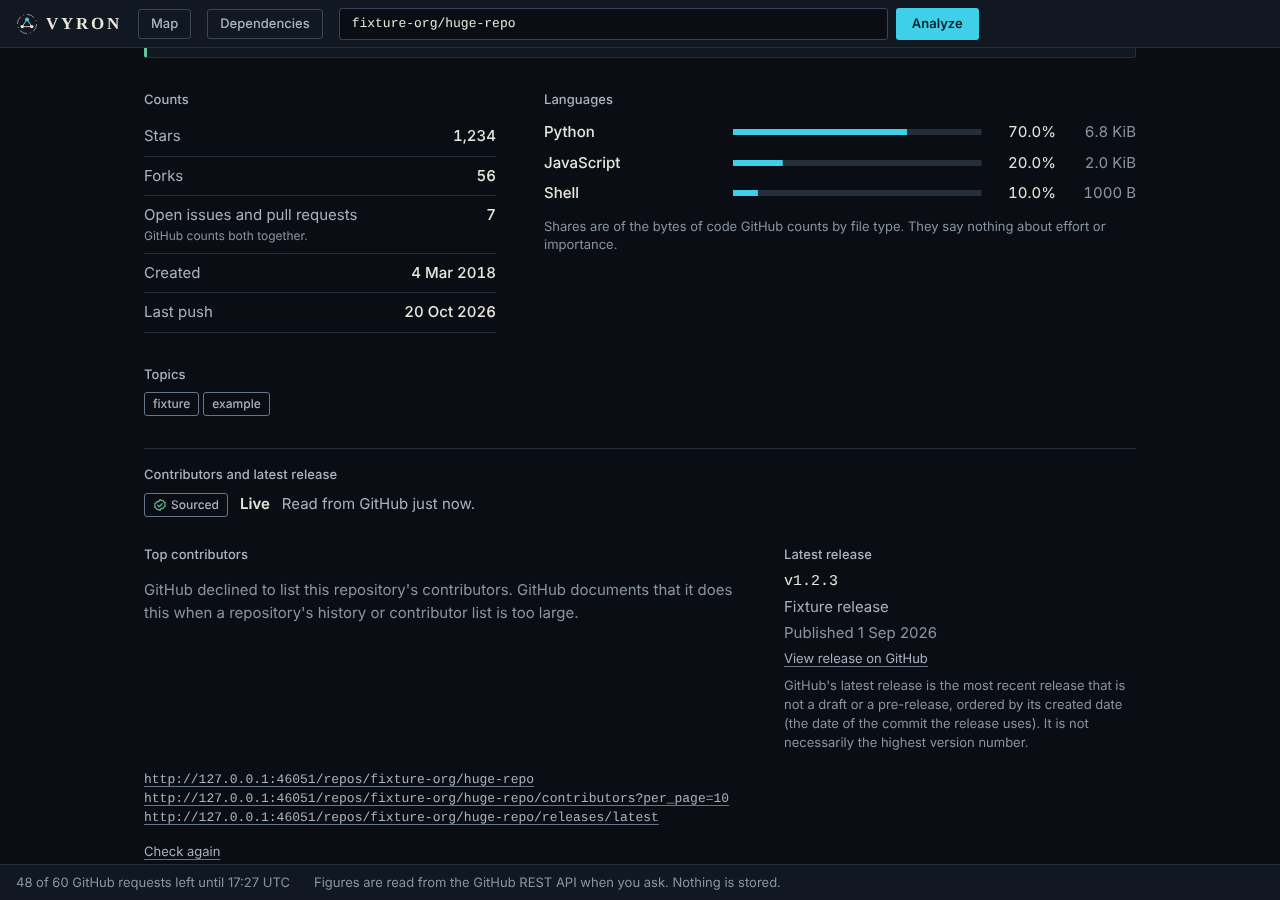 VYRON Map Dependencies fixture-org/huge-repo Analyze
Counts
Stars 1,234
Forks 56
Open issues and pull requests 7
GitHub counts both together.
Created 4 Mar 2018
Last push 20 Oct 2026
Languages
Python 70.0% 6.8 KiB
JavaScript 20.0% 2.0 KiB
Shell 10.0% 1000 B
Shares are of the bytes of code GitHub counts by file type. They say nothing about effort or
importance.
Topics
fixture example
Contributors and latest release
Sourced Live Read from GitHub just now.
Top contributors
GitHub declined to list this repository's contributors. GitHub documents that it does
this when a repository's history or contributor list is too large.
Latest release
v1.2.3
Fixture release
Published 1 Sep 2026
View release on GitHub
GitHub's latest release is the most recent release that is
not a draft or a pre-release, ordered by its created date
(the date of the commit the release uses). It is not
necessarily the highest version number.
http://127.0.0.1:46051/repos/fixture-org/huge-repo
http://127.0.0.1:46051/repos/fixture-org/huge-repo/contributors?per_page=10
http://127.0.0.1:46051/repos/fixture-org/huge-repo/releases/latest
Check again
48 of 60 GitHub requests left until 17:27 UTC Figures are read from the GitHub REST API when you ask. Nothing is stored.